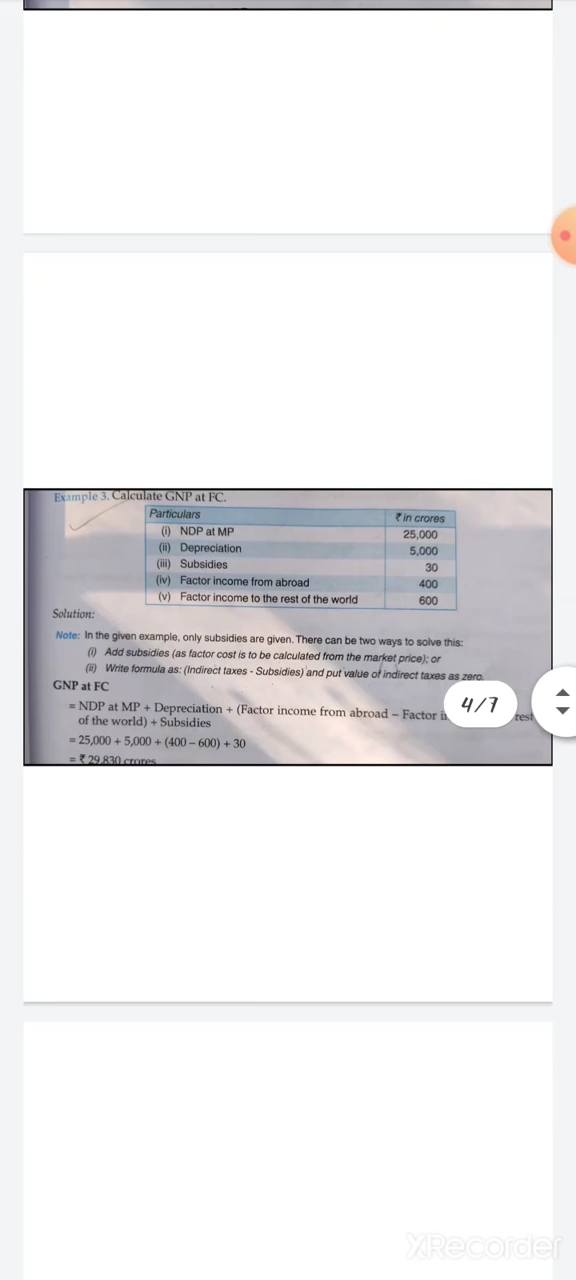 Example 3. Calculate GNP at FC.
Particulars ₹ in crores
(i) NDP at MP 25,000
(ii) Depreciation 5,000
(iii) Subsidies 30
(iv) Factor income from abroad 400
(v) Factor income to the rest of the world 600
Solution:
Note: In the given example, only subsidies are given. There can be two ways to solve this:
(i) Add subsidies (as factor cost is to be calculated from the market price); or
(ii) Write formula as: (Indirect taxes - Subsidies) and put value of indirect taxes as zero.
GNP at FC
= NDP at MP + Depreciation + (Factor income from abroad – Factor rest
of the world) + Subsidies
= 25,000 + 5,000 + (400 – 600) + 30
= ₹ 29,830 crores
4/7
XRecorder